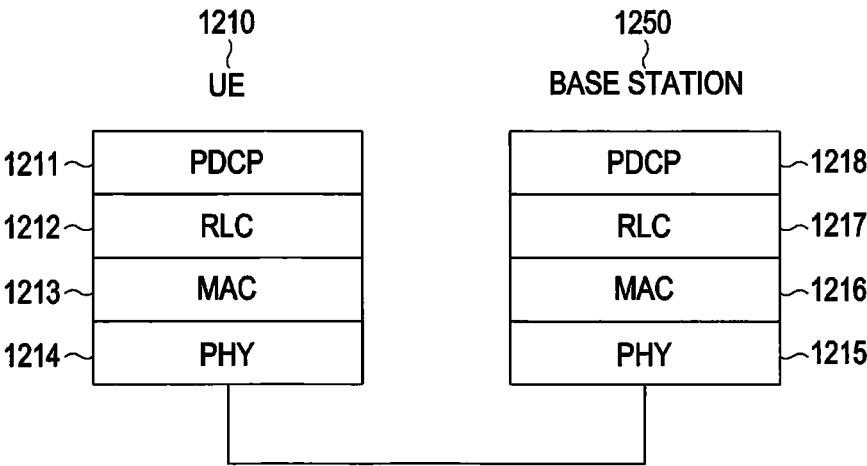 1210 1250
UE BASE STATION
1211 PDCP PDCP 1218
1212 RLC RLC 1217
1213 MAC MAC 1216
1214 PHY PHY 1215